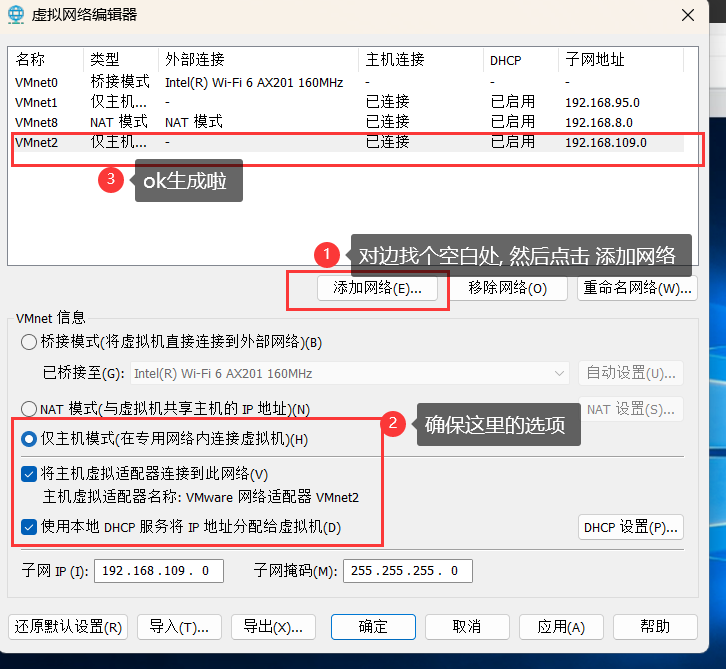 虚拟网络编辑器
名称 类型 外部连接 主机连接 DHCP 子网地址
VMnet0 桥接模式 Intel(R) Wi-Fi 6 AX201 160MHz - - -
VMnet1 仅主机... - 已连接 已启用 192.168.95.0
VMnet8 NAT 模式 NAT 模式 已连接 已启用 192.168.8.0
VMnet2 仅主机... - 已连接 已启用 192.168.109.0
3 ok生成啦
1 对边找个空白处, 然后点击 添加网络
添加网络(E)... 移除网络(O) 重命名网络(W)...
VMnet 信息
桥接模式(将虚拟机直接连接到外部网络)(B)
已桥接至(G): Intel(R) Wi-Fi 6 AX201 160MHz 自动设置(U)...
NAT 模式(与虚拟机共享主机的 IP 地址)(N) NAT 设置(S)...
2 确保这里的选项
仅主机模式(在专用网络内连接虚拟机)(H)
将主机虚拟适配器连接到此网络(V)
主机虚拟适配器名称: VMware 网络适配器 VMnet2
使用本地 DHCP 服务将 IP 地址分配给虚拟机(D) DHCP 设置(P)...
子网 IP (I): 192 . 168 . 109 . 0 子网掩码(M): 255 . 255 . 255 . 0
还原默认设置(R) 导入(T)... 导出(X)... 确定 取消 应用(A) 帮助